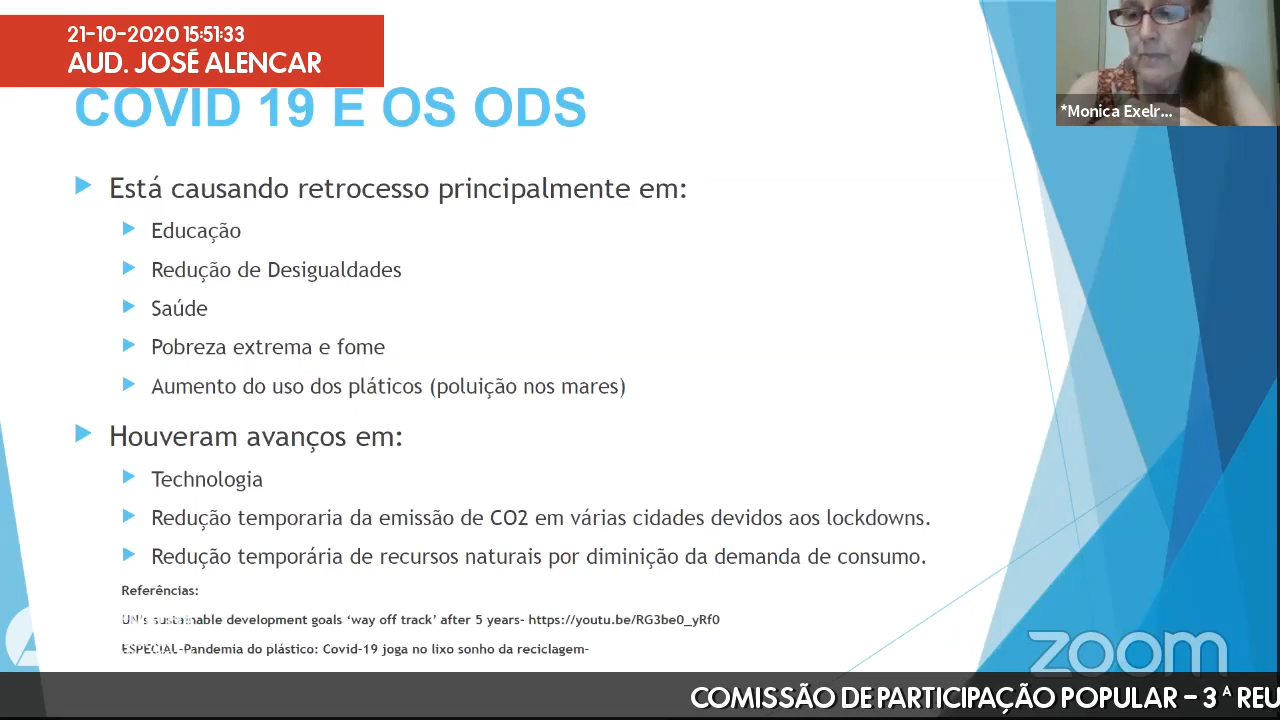 21-10-2020 15:51:33
AUD. JOSÉ ALENCAR
*Monica Exelr...
COVID 19 E OS ODS
Está causando retrocesso principalmente em:
Educação
Redução de Desigualdades
Saúde
Pobreza extrema e fome
Aumento do uso dos pláticos (poluição nos mares)
Houveram avanços em:
Technologia
Redução temporaria da emissão de CO2 em várias cidades devidos aos lockdowns.
Redução temporária de recursos naturais por diminição da demanda de consumo.
Referências:
UN's sustainable development goals ‘way off track’ after 5 years- https://youtu.be/RG3be0_yRf0
ESPECIAL-Pandemia do plástico: Covid-19 joga no lixo sonho da reciclagem-
zoom
COMISSÃO DE PARTICIPAÇÃO POPULAR – 3ª REU